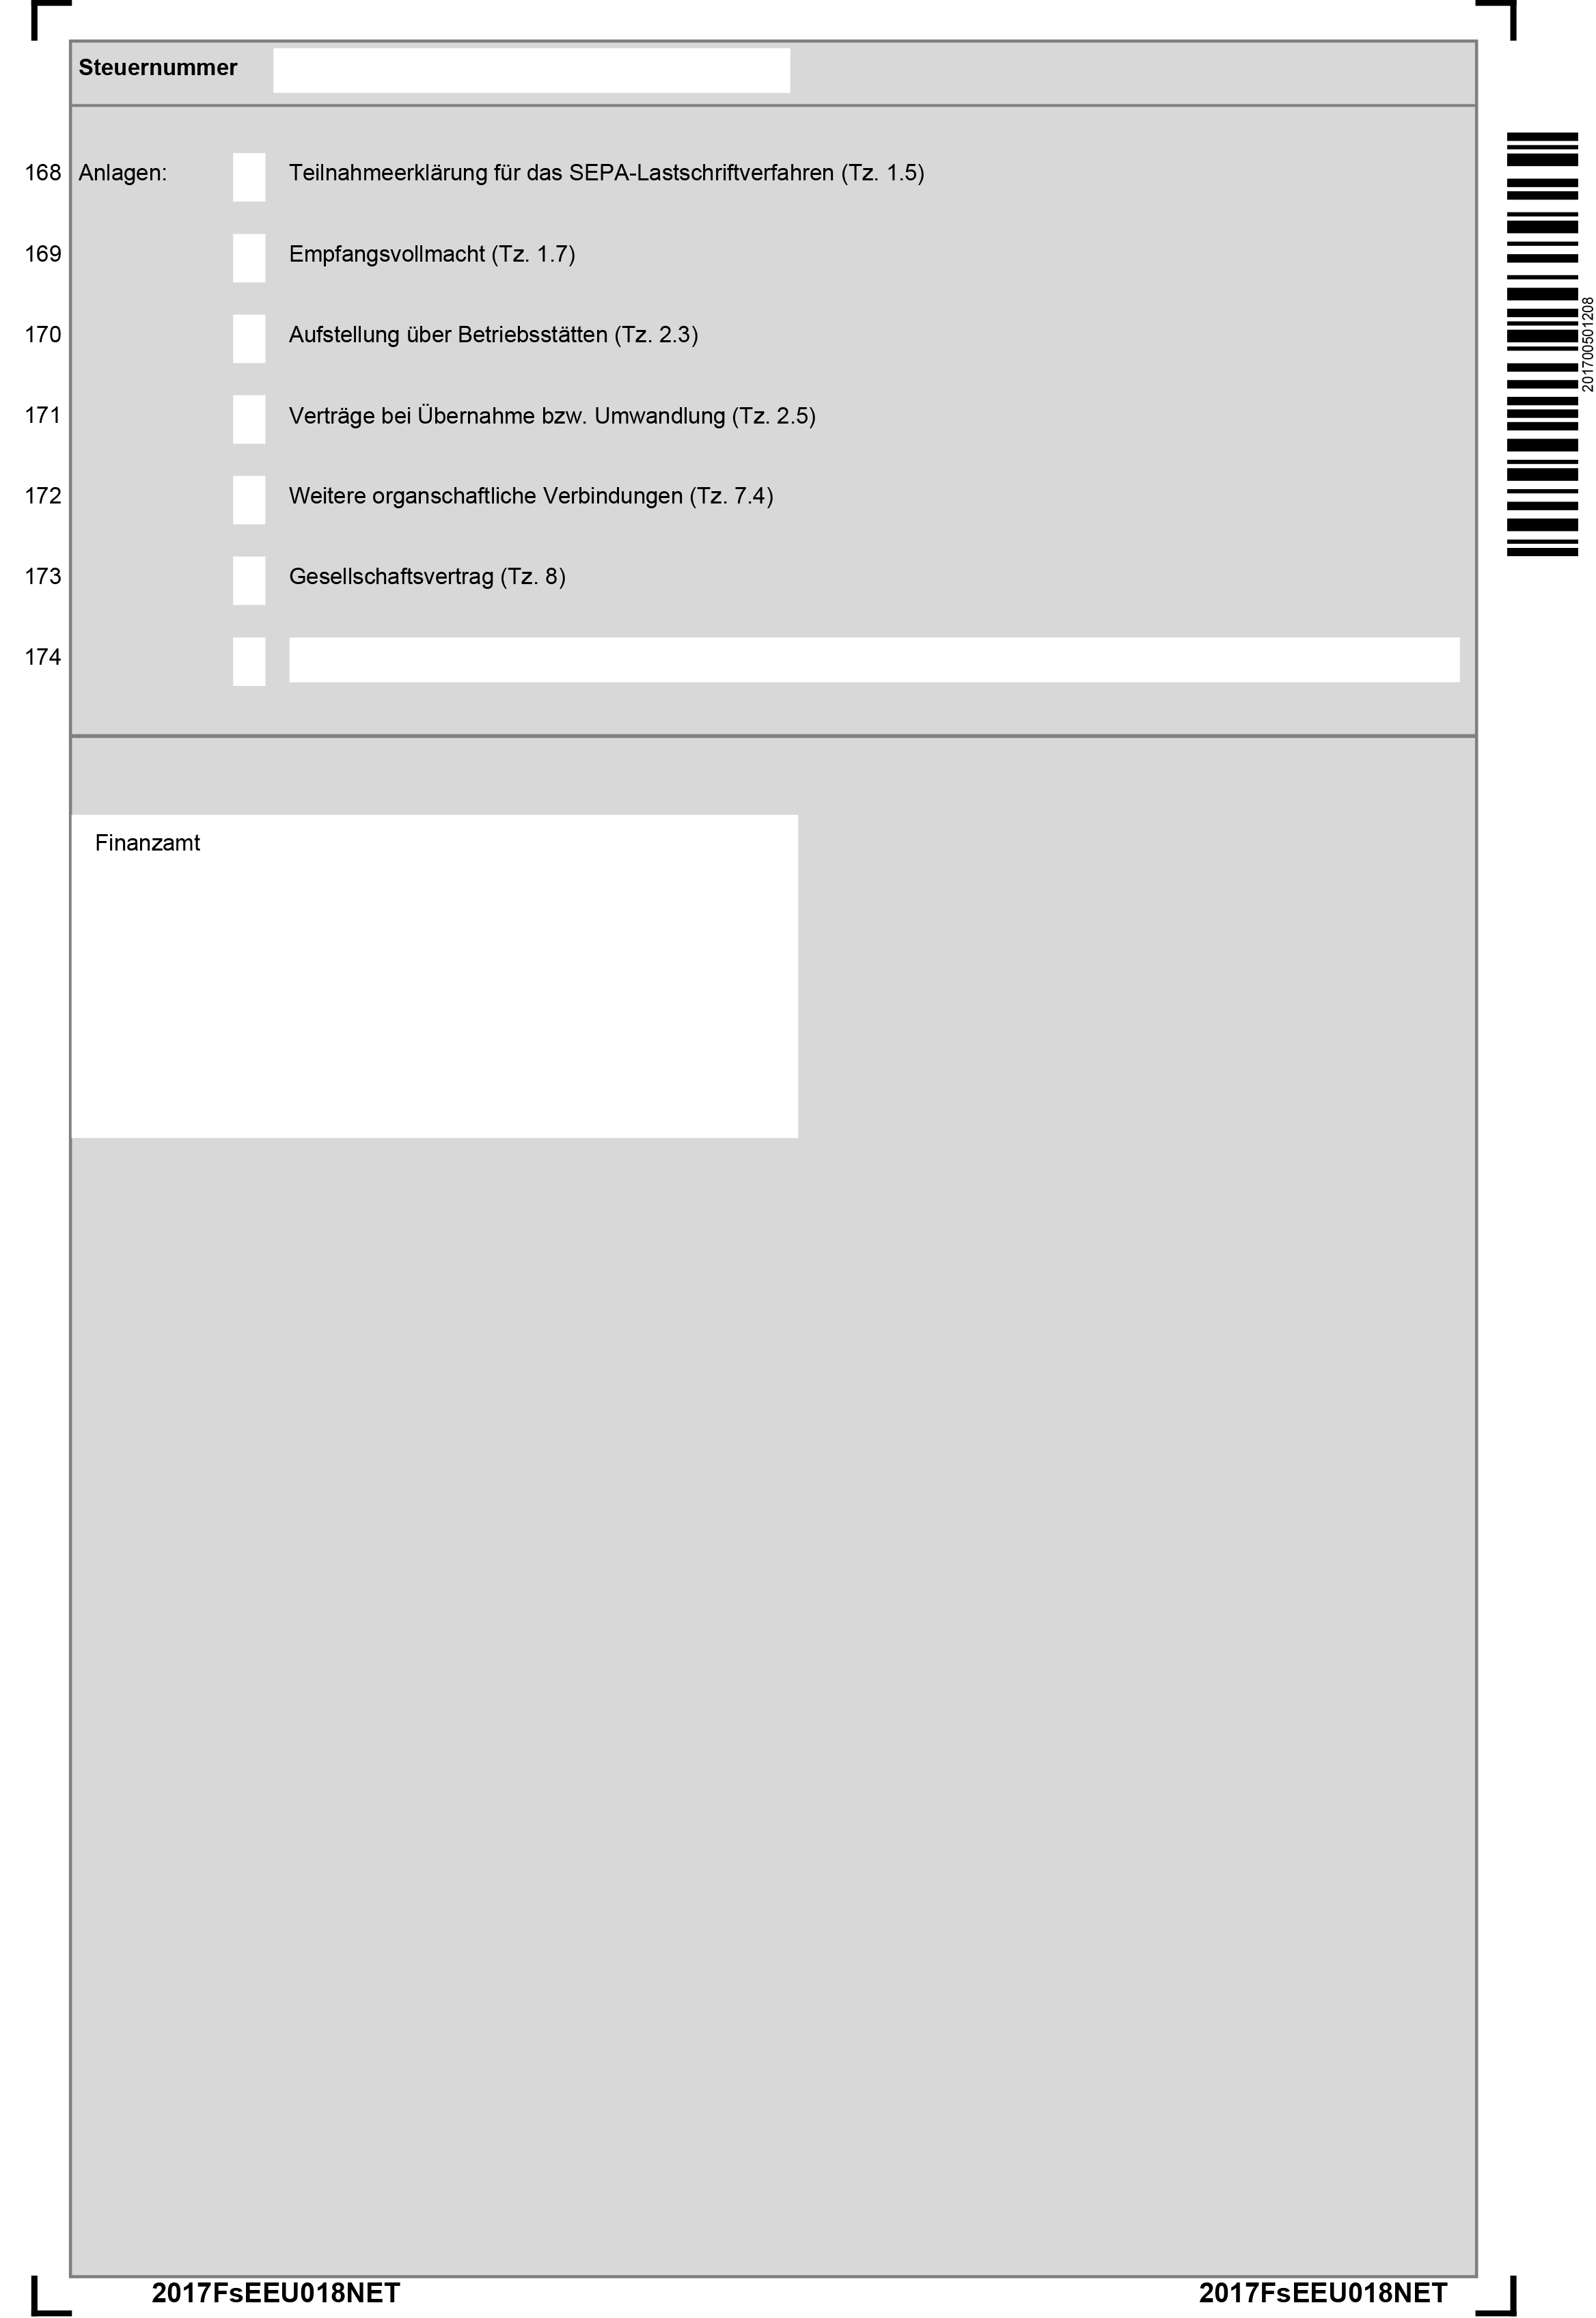 Steuernummer
168 Anlagen: Teilnahmeerklärung für das SEPA-Lastschriftverfahren (Tz. 1.5)
169 Empfangsvollmacht (Tz. 1.7)
170 Aufstellung über Betriebsstätten (Tz. 2.3)
171 Verträge bei Übernahme bzw. Umwandlung (Tz. 2.5)
172 Weitere organschaftliche Verbindungen (Tz. 7.4)
173 Gesellschaftsvertrag (Tz. 8)
174
201700501208
Finanzamt
2017FsEEU018NET 2017FsEEU018NET